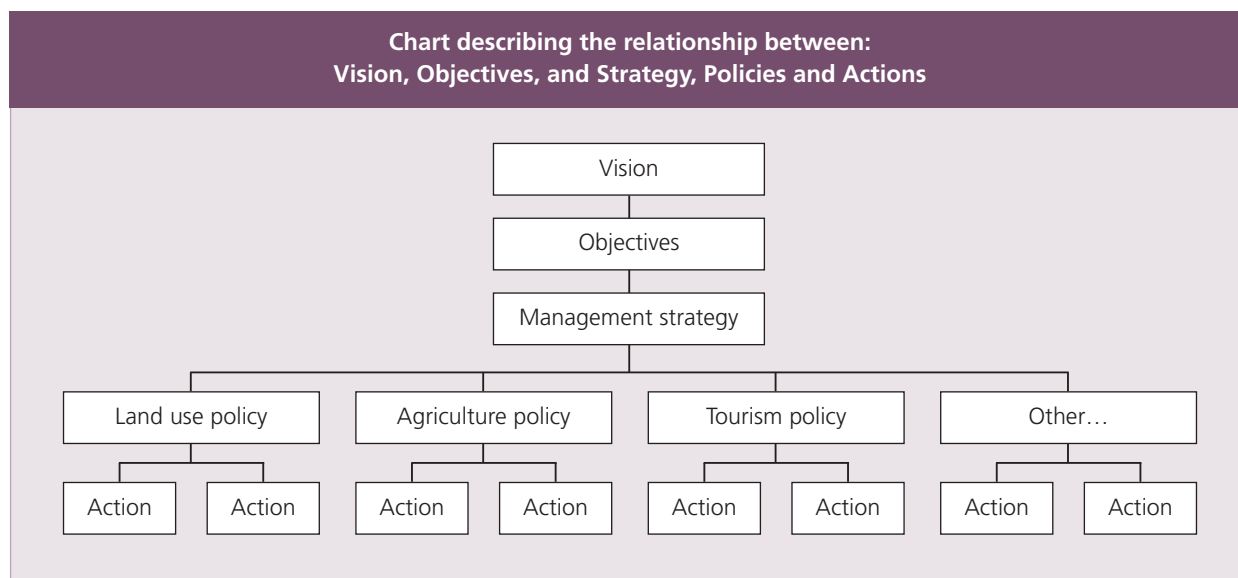 Chart describing the relationship between:
Vision, Objectives, and Strategy, Policies and Actions
Vision
Objectives
Management strategy
Land use policy
Agriculture policy
Tourism policy
Other…
Action
Action
Action
Action
Action
Action
Action
Action